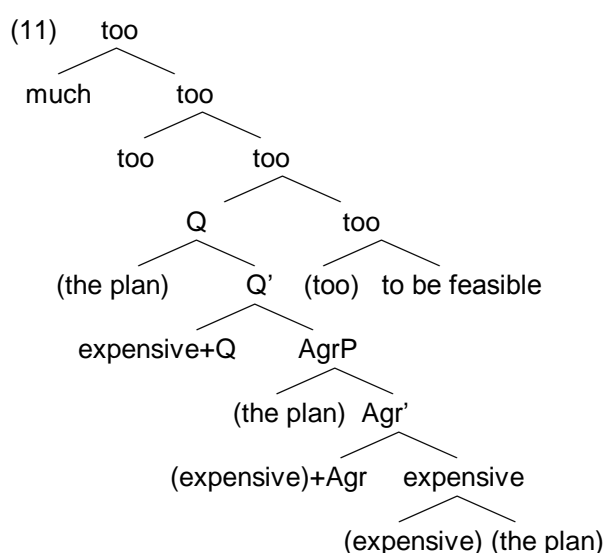 (11) too
much too
too too
Q too
(the plan) Q’ (too) to be feasible
expensive+Q AgrP
(the plan) Agr’
(expensive)+Agr expensive
(expensive) (the plan)